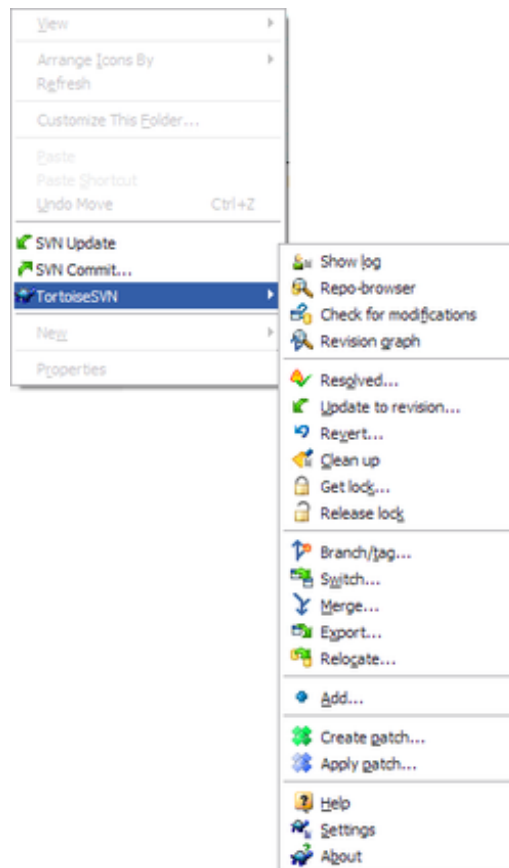 View
Arrange Icons By
Refresh
Customize This Folder...
Paste
Paste Shortcut
Undo Move Ctrl+Z
SVN Update
SVN Commit...
TortoiseSVN
New
Properties
Show log
Repo-browser
Check for modifications
Revision graph
Resolved...
Update to revision...
Revert...
Clean up
Get lock...
Release lock
Branch/tag...
Switch...
Merge...
Export...
Relocate...
Add...
Create patch...
Apply patch...
Help
Settings
About